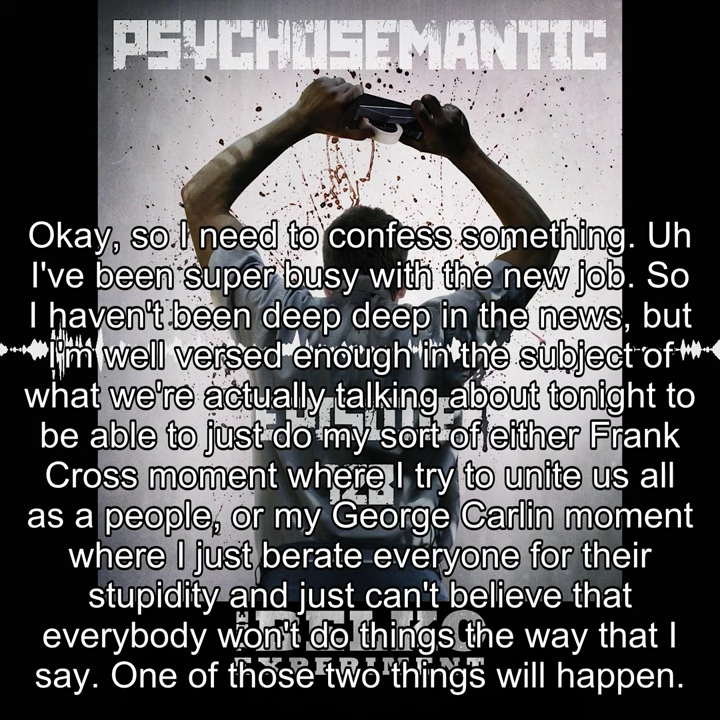 PSYCHOSEMANTIC
Okay, so I need to confess something. Uh
I've been super busy with the new job. So
I haven't been deep deep in the news, but
I'm well versed enough in the subject of
what we're actually talking about tonight to
be able to just do my sort of either Frank
Cross moment where I try to unite us all
as a people, or my George Carlin moment
where I just berate everyone for their
stupidity and just can't believe that
everybody won't do things the way that I
say. One of those two things will happen.
THE BELKO
EXPERIMENT